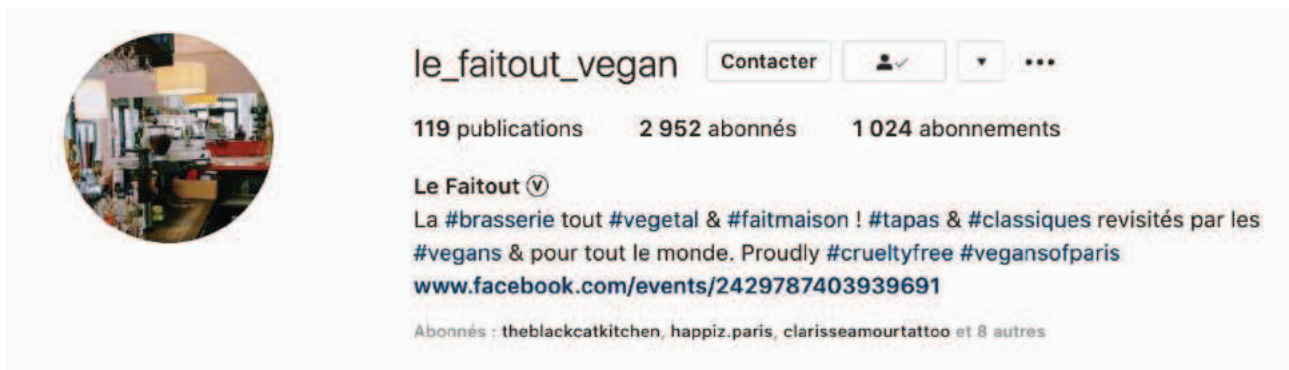 le_faitout_vegan Contacter
119 publications 2 952 abonnés 1 024 abonnements
Le Faitout Ⓥ
La #brasserie tout #vegetal & #faitmaison ! #tapas & #classiques revisités par les
#vegans & pour tout le monde. Proudly #crueltyfree #vegansofparis
www.facebook.com/events/2429787403939691
Abonnés : theblackcatkitchen, happiz.paris, clarisseamourtattoo et 8 autres